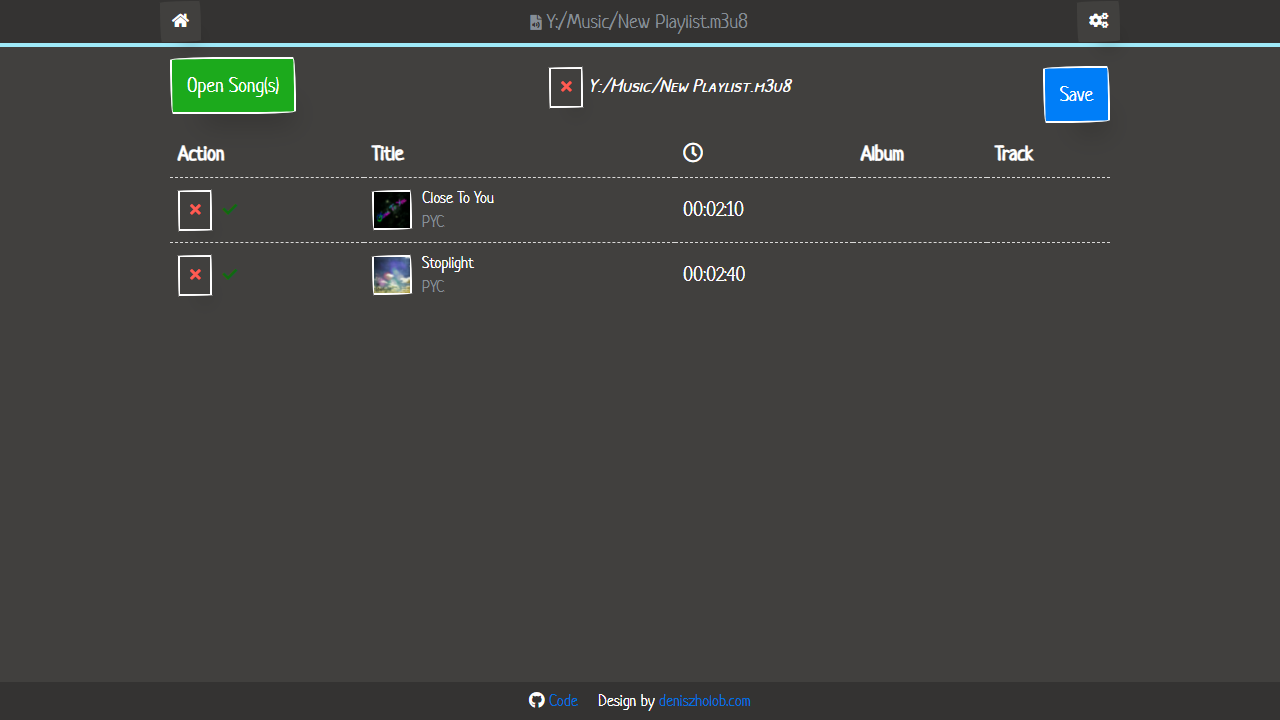 Y:/Music/New Playlist.m3u8
Open Song(s)
Y:/Music/New Playlist.m3u8
Save
Action Title Album Track
Close To You
PYC
00:02:10
Stoplight
PYC
00:02:40
Code Design by deniszholob.com